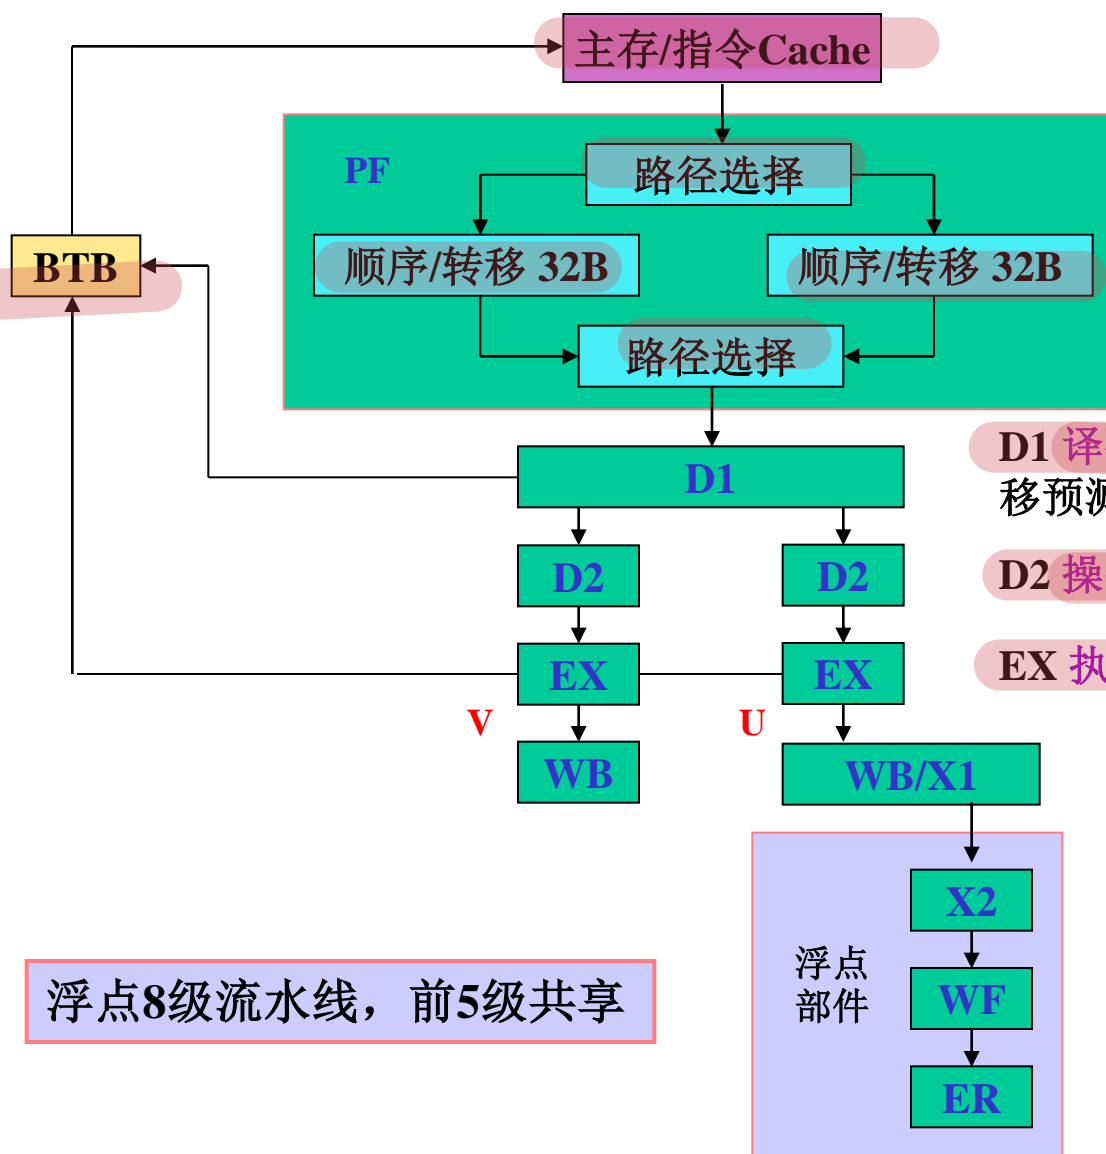 主存/指令Cache
PF
路径选择
BTB
顺序/转移 32B
顺序/转移 32B
路径选择
D1 译
移预测
D1
D2
D2
D2 操
EX
EX
EX 执
V
U
WB
WB/X1
X2
浮点
部件
WF
浮点8级流水线，前5级共享
ER